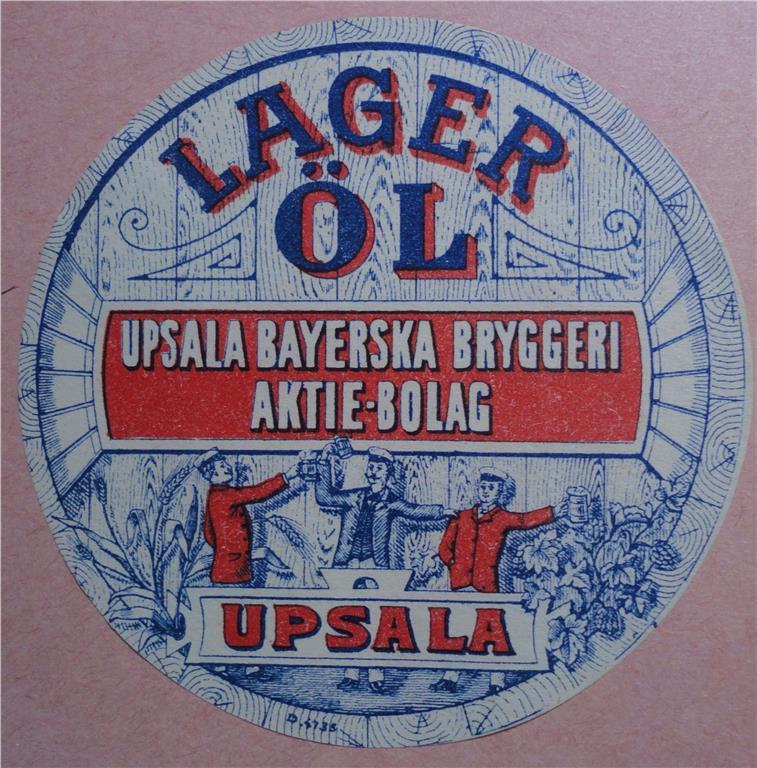 LAGER
ÖL
UPSALA BAYERSKA BRYGGERI
AKTIE-BOLAG
UPSALA